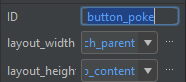 ID button_poke
layout_width ch_parent ...
layout_heigh p_content ...